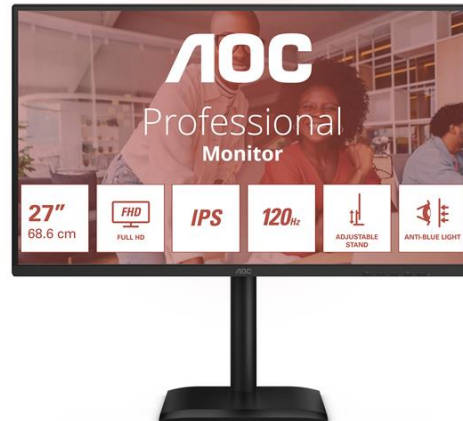 AOC
Professional
Monitor
27"
68.6 cm
FHD
FULL HD
IPS
120Hz
ADJUSTABLE
STAND
ANTI-BLUE LIGHT
AOC